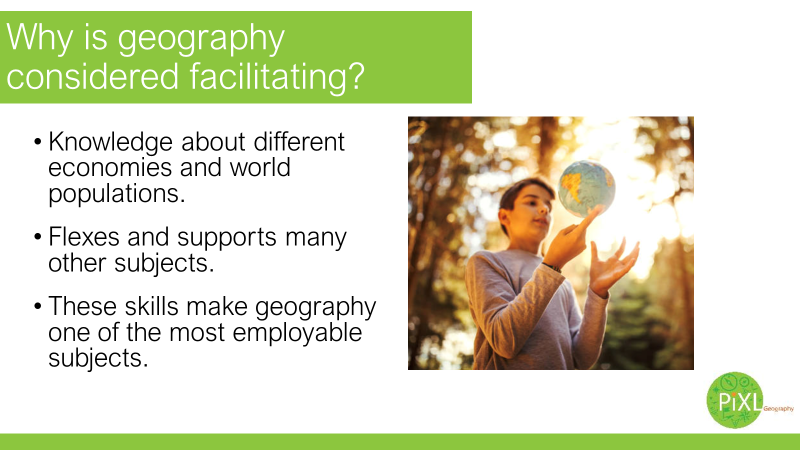 Why is geography
considered facilitating?
• Knowledge about different
economies and world
populations.
• Flexes and supports many
other subjects.
• These skills make geography
one of the most employable
subjects.
PiXL
Geography